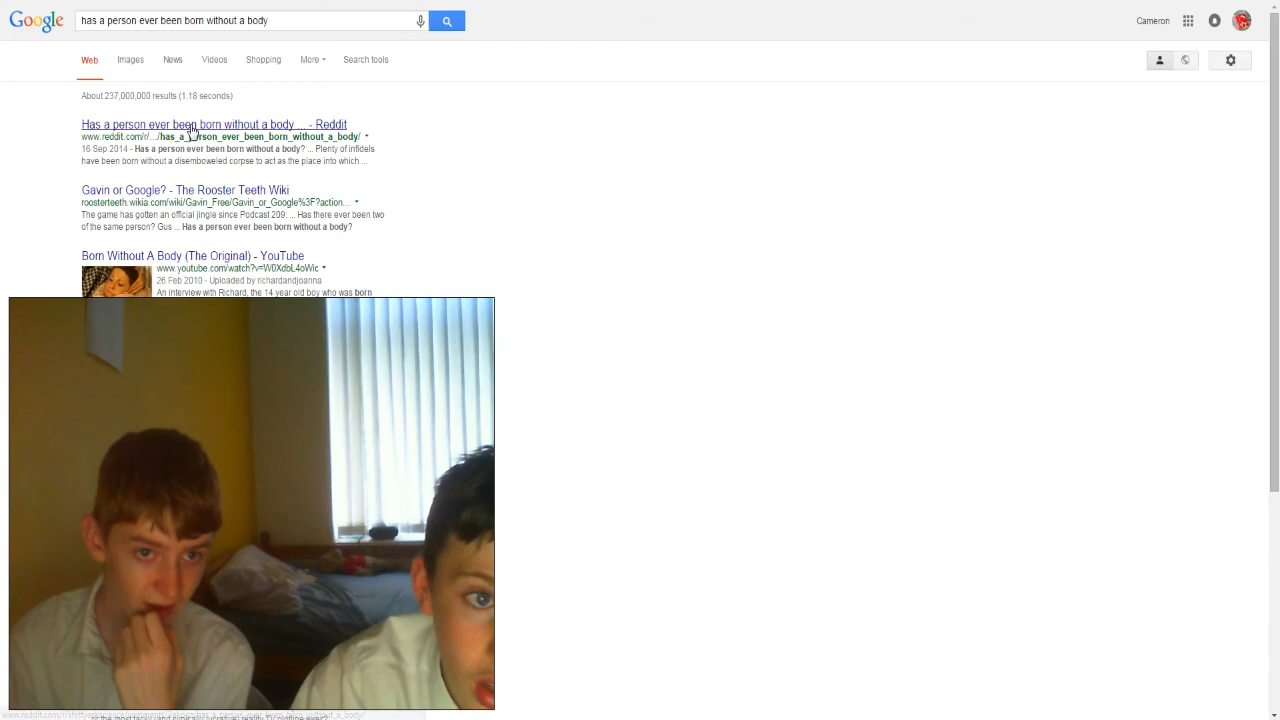 Google has a person ever been born without a body Cameron
Web Images News Videos Shopping More Search tools
About 237,000,000 results (1.18 seconds)
Has a person ever been born without a body ... - Reddit
www.reddit.com/r/.../has_a_person_ever_been_born_without_a_body/
16 Sep 2014 - Has a person ever been born without a body? ... Plenty of infidels
have been born without a disemboweled corpse to act as the place into which ...
Gavin or Google? - The Rooster Teeth Wiki
roosterteeth.wikia.com/wiki/Gavin_Free/Gavin_or_Google%3F?action...
The game has gotten an official jingle since Podcast 209: ... Has there ever been two
of the same person? Gus ... Has a person ever been born without a body?
Born Without A Body (The Original) - YouTube
www.youtube.com/watch?v=W0XdbL4oWic
26 Feb 2010 - Uploaded by richardandjoanna
An interview with Richard, the 14 year old boy who was born